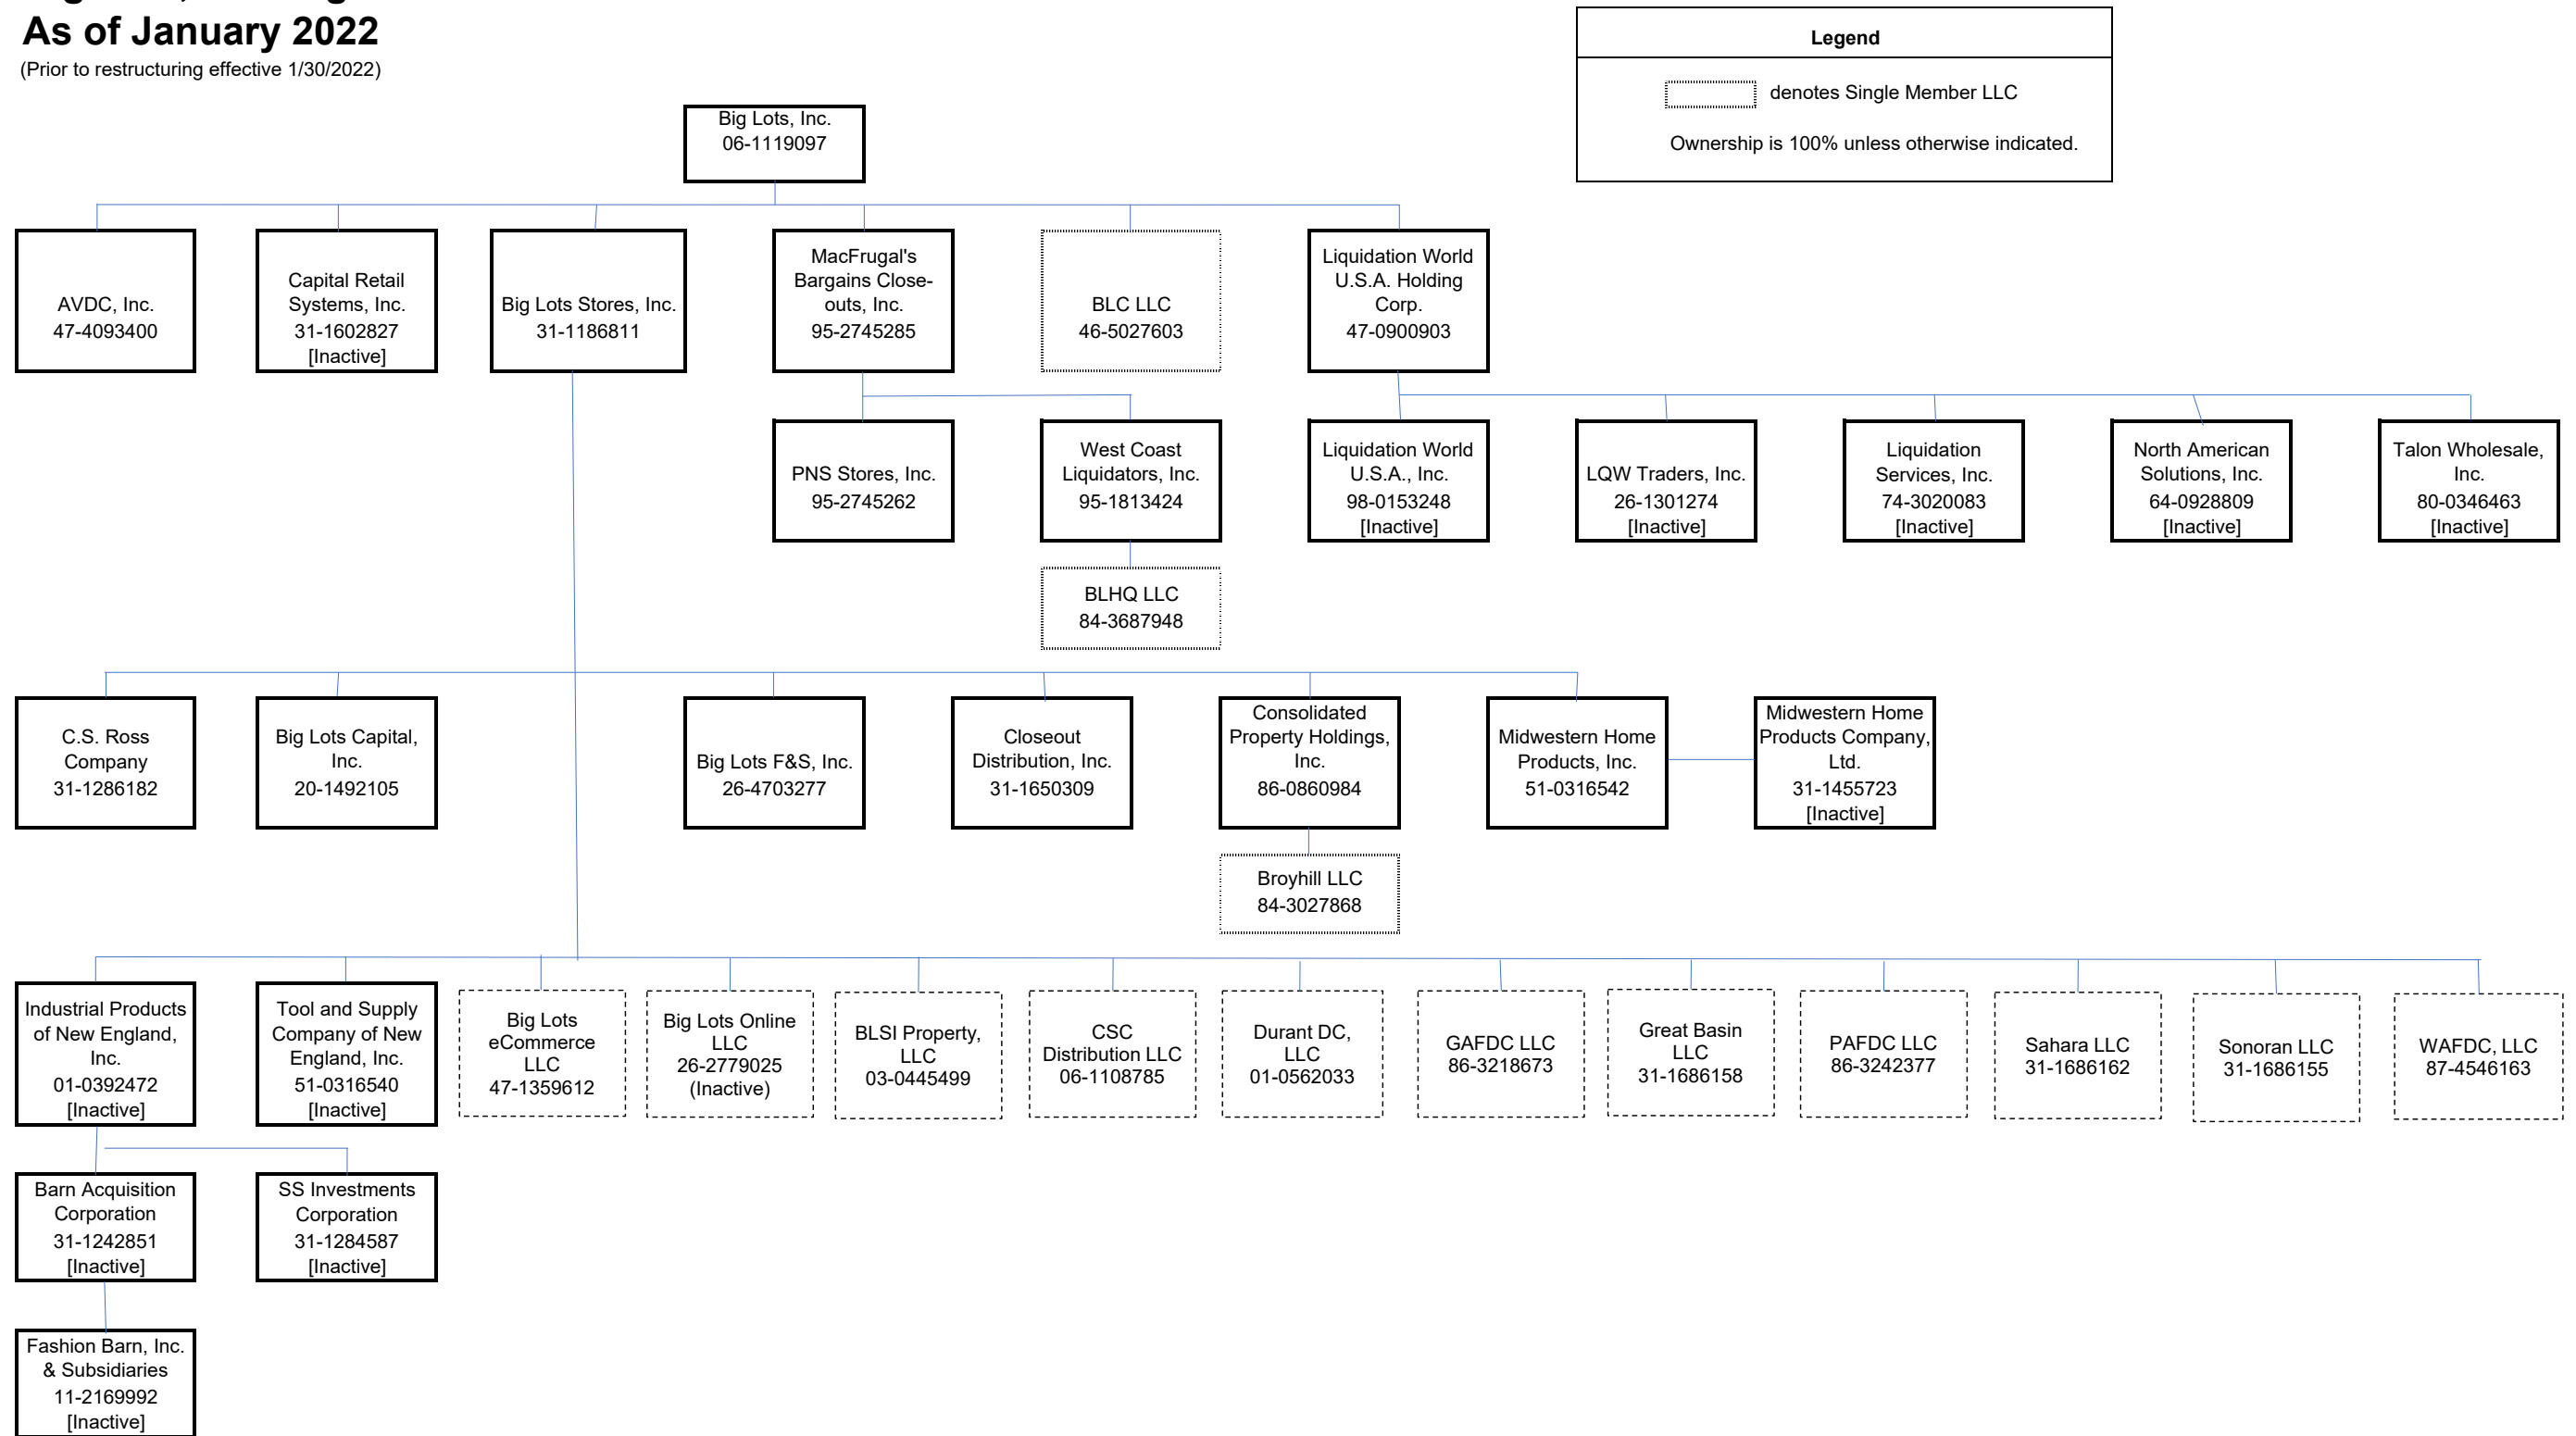 As of January 2022
(Prior to restructuring effective 1/30/2022)
Legend
denotes Single Member LLC
Ownership is 100% unless otherwise indicated.
Big Lots, Inc.
06-1119097
AVDC, Inc.
47-4093400
Capital Retail
Systems, Inc.
31-1602827
[Inactive]
Big Lots Stores, Inc.
31-1186811
MacFrugal's
Bargains Close-
outs, Inc.
95-2745285
BLC LLC
46-5027603
Liquidation World
U.S.A. Holding
Corp.
47-0900903
PNS Stores, Inc.
95-2745262
West Coast
Liquidators, Inc.
95-1813424
Liquidation World
U.S.A., Inc.
98-0153248
[Inactive]
LQW Traders, Inc.
26-1301274
[Inactive]
Liquidation
Services, Inc.
74-3020083
[Inactive]
North American
Solutions, Inc.
64-0928809
[Inactive]
Talon Wholesale,
Inc.
80-0346463
[Inactive]
BLHQ LLC
84-3687948
C.S. Ross
Company
31-1286182
Big Lots Capital,
Inc.
20-1492105
Big Lots F&S, Inc.
26-4703277
Closeout
Distribution, Inc.
31-1650309
Consolidated
Property Holdings,
Inc.
86-0860984
Midwestern Home
Products, Inc.
51-0316542
Midwestern Home
Products Company,
Ltd.
31-1455723
[Inactive]
Broyhill LLC
84-3027868
Industrial Products
of New England,
Inc.
01-0392472
[Inactive]
Tool and Supply
Company of New
England, Inc.
51-0316540
[Inactive]
Big Lots
eCommerce
LLC
47-1359612
Big Lots Online
LLC
26-2779025
(Inactive)
BLSI Property,
LLC
03-0445499
CSC
Distribution LLC
06-1108785
Durant DC,
LLC
01-0562033
GAFDC LLC
86-3218673
Great Basin
LLC
31-1686158
PAFDC LLC
86-3242377
Sahara LLC
31-1686162
Sonoran LLC
31-1686155
WAFDC, LLC
87-4546163
Barn Acquisition
Corporation
31-1242851
[Inactive]
SS Investments
Corporation
31-1284587
[Inactive]
Fashion Barn, Inc.
& Subsidiaries
11-2169992
[Inactive]